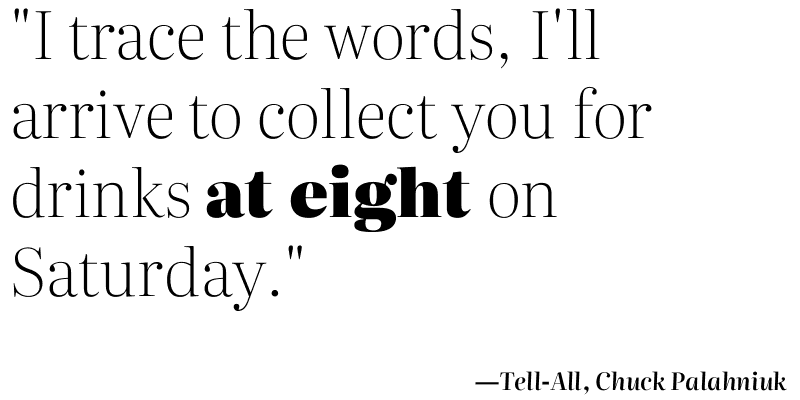 "I trace the words, I'll
arrive to collect you for
drinks at eight on
Saturday."
—Tell-All, Chuck Palahniuk